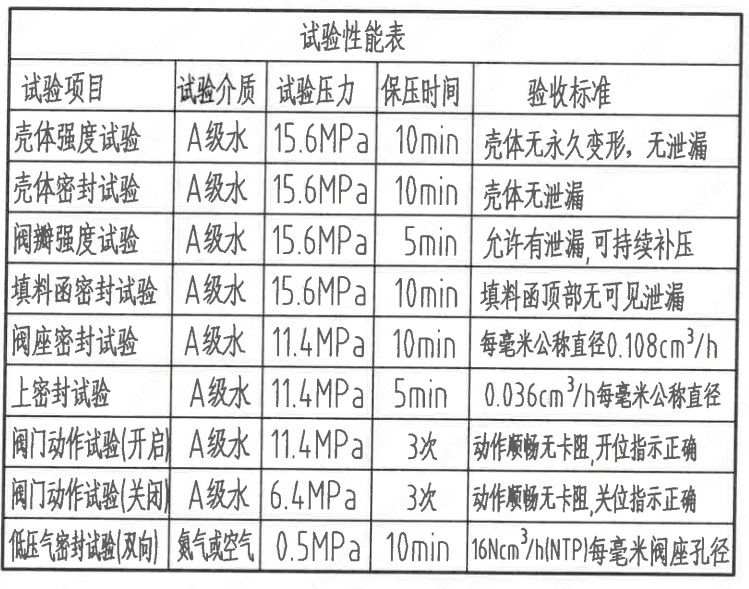 试验性能表
试验项目 试验介质 试验压力 保压时间 验收标准
壳体强度试验 A级水 15.6MPa 10min 壳体无永久变形，无泄漏
壳体密封试验 A级水 15.6MPa 10min 壳体无泄漏
阀瓣强度试验 A级水 15.6MPa 5min 允许有泄漏,可持续补压
填料函密封试验 A级水 15.6MPa 10min 填料函顶部无可见泄漏
阀座密封试验 A级水 11.4MPa 10min 每毫米公称直径0.108cm³/h
上密封试验 A级水 11.4MPa 5min 0.036cm³/h每毫米公称直径
阀门动作试验(开启) A级水 11.4MPa 3次 动作顺畅无卡阻,开位指示正确
阀门动作试验(关闭) A级水 6.4MPa 3次 动作顺畅无卡阻,关位指示正确
低压气密封试验(双向) 氮气或空气 0.5MPa 10min 16Ncm³/h(NTP)每毫米阀座孔径